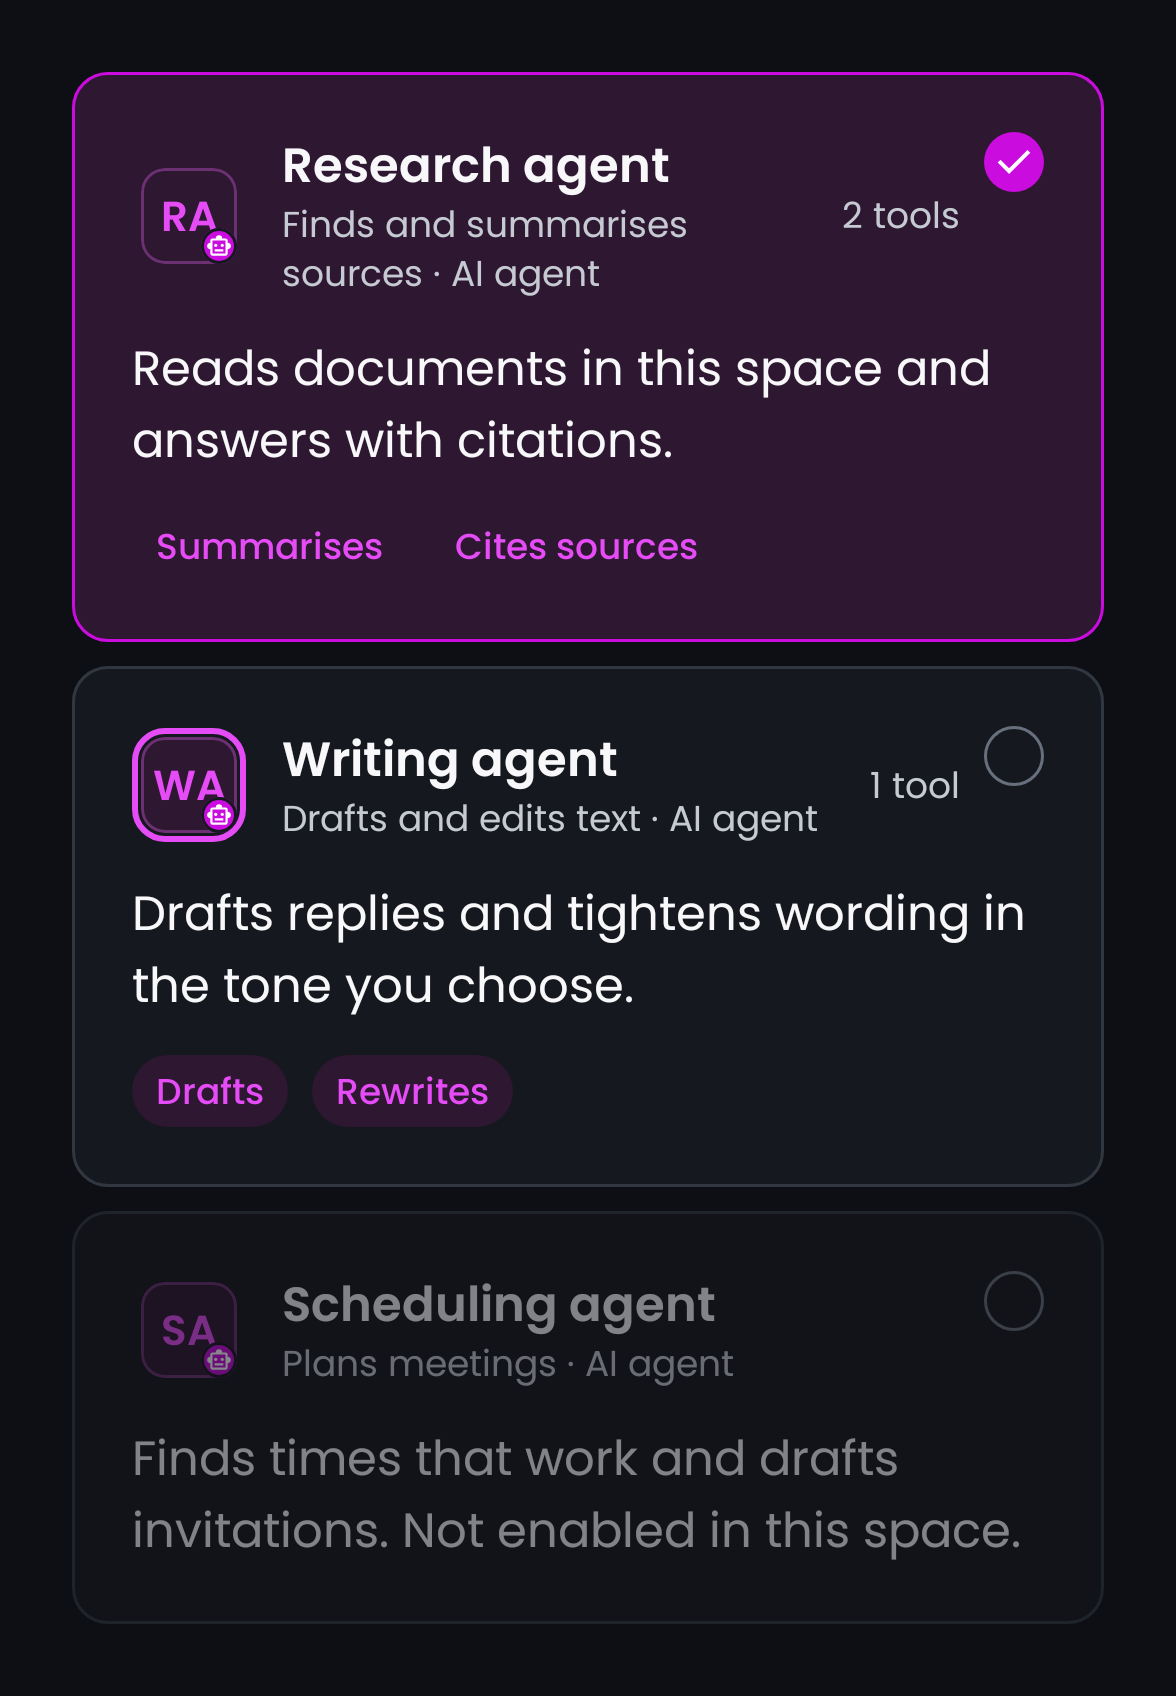 RA
Research agent
2 tools
Finds and summarises
sources · AI agent
Reads documents in this space and
answers with citations.
Summarises
Cites sources
WA
Writing agent
1 tool
Drafts and edits text · AI agent
Drafts replies and tightens wording in
the tone you choose.
Drafts
Rewrites
SA
Scheduling agent
Plans meetings · AI agent
Finds times that work and drafts
invitations. Not enabled in this space.